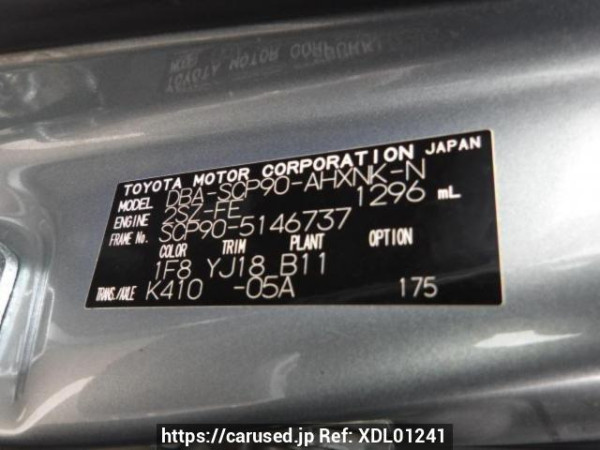 TOYOTA MOTOR CORPORATION JAPAN
MODEL DBA-SCP90-AHXNK-N
ENGINE 2SZ-FE 1296 mL
FRAME No. SCP90-5146737
COLOR TRIM PLANT OPTION
1F8 YJ18 B11
TRANS./AXLE K410 -05A 175
https://carused.jp Ref: XDL01241